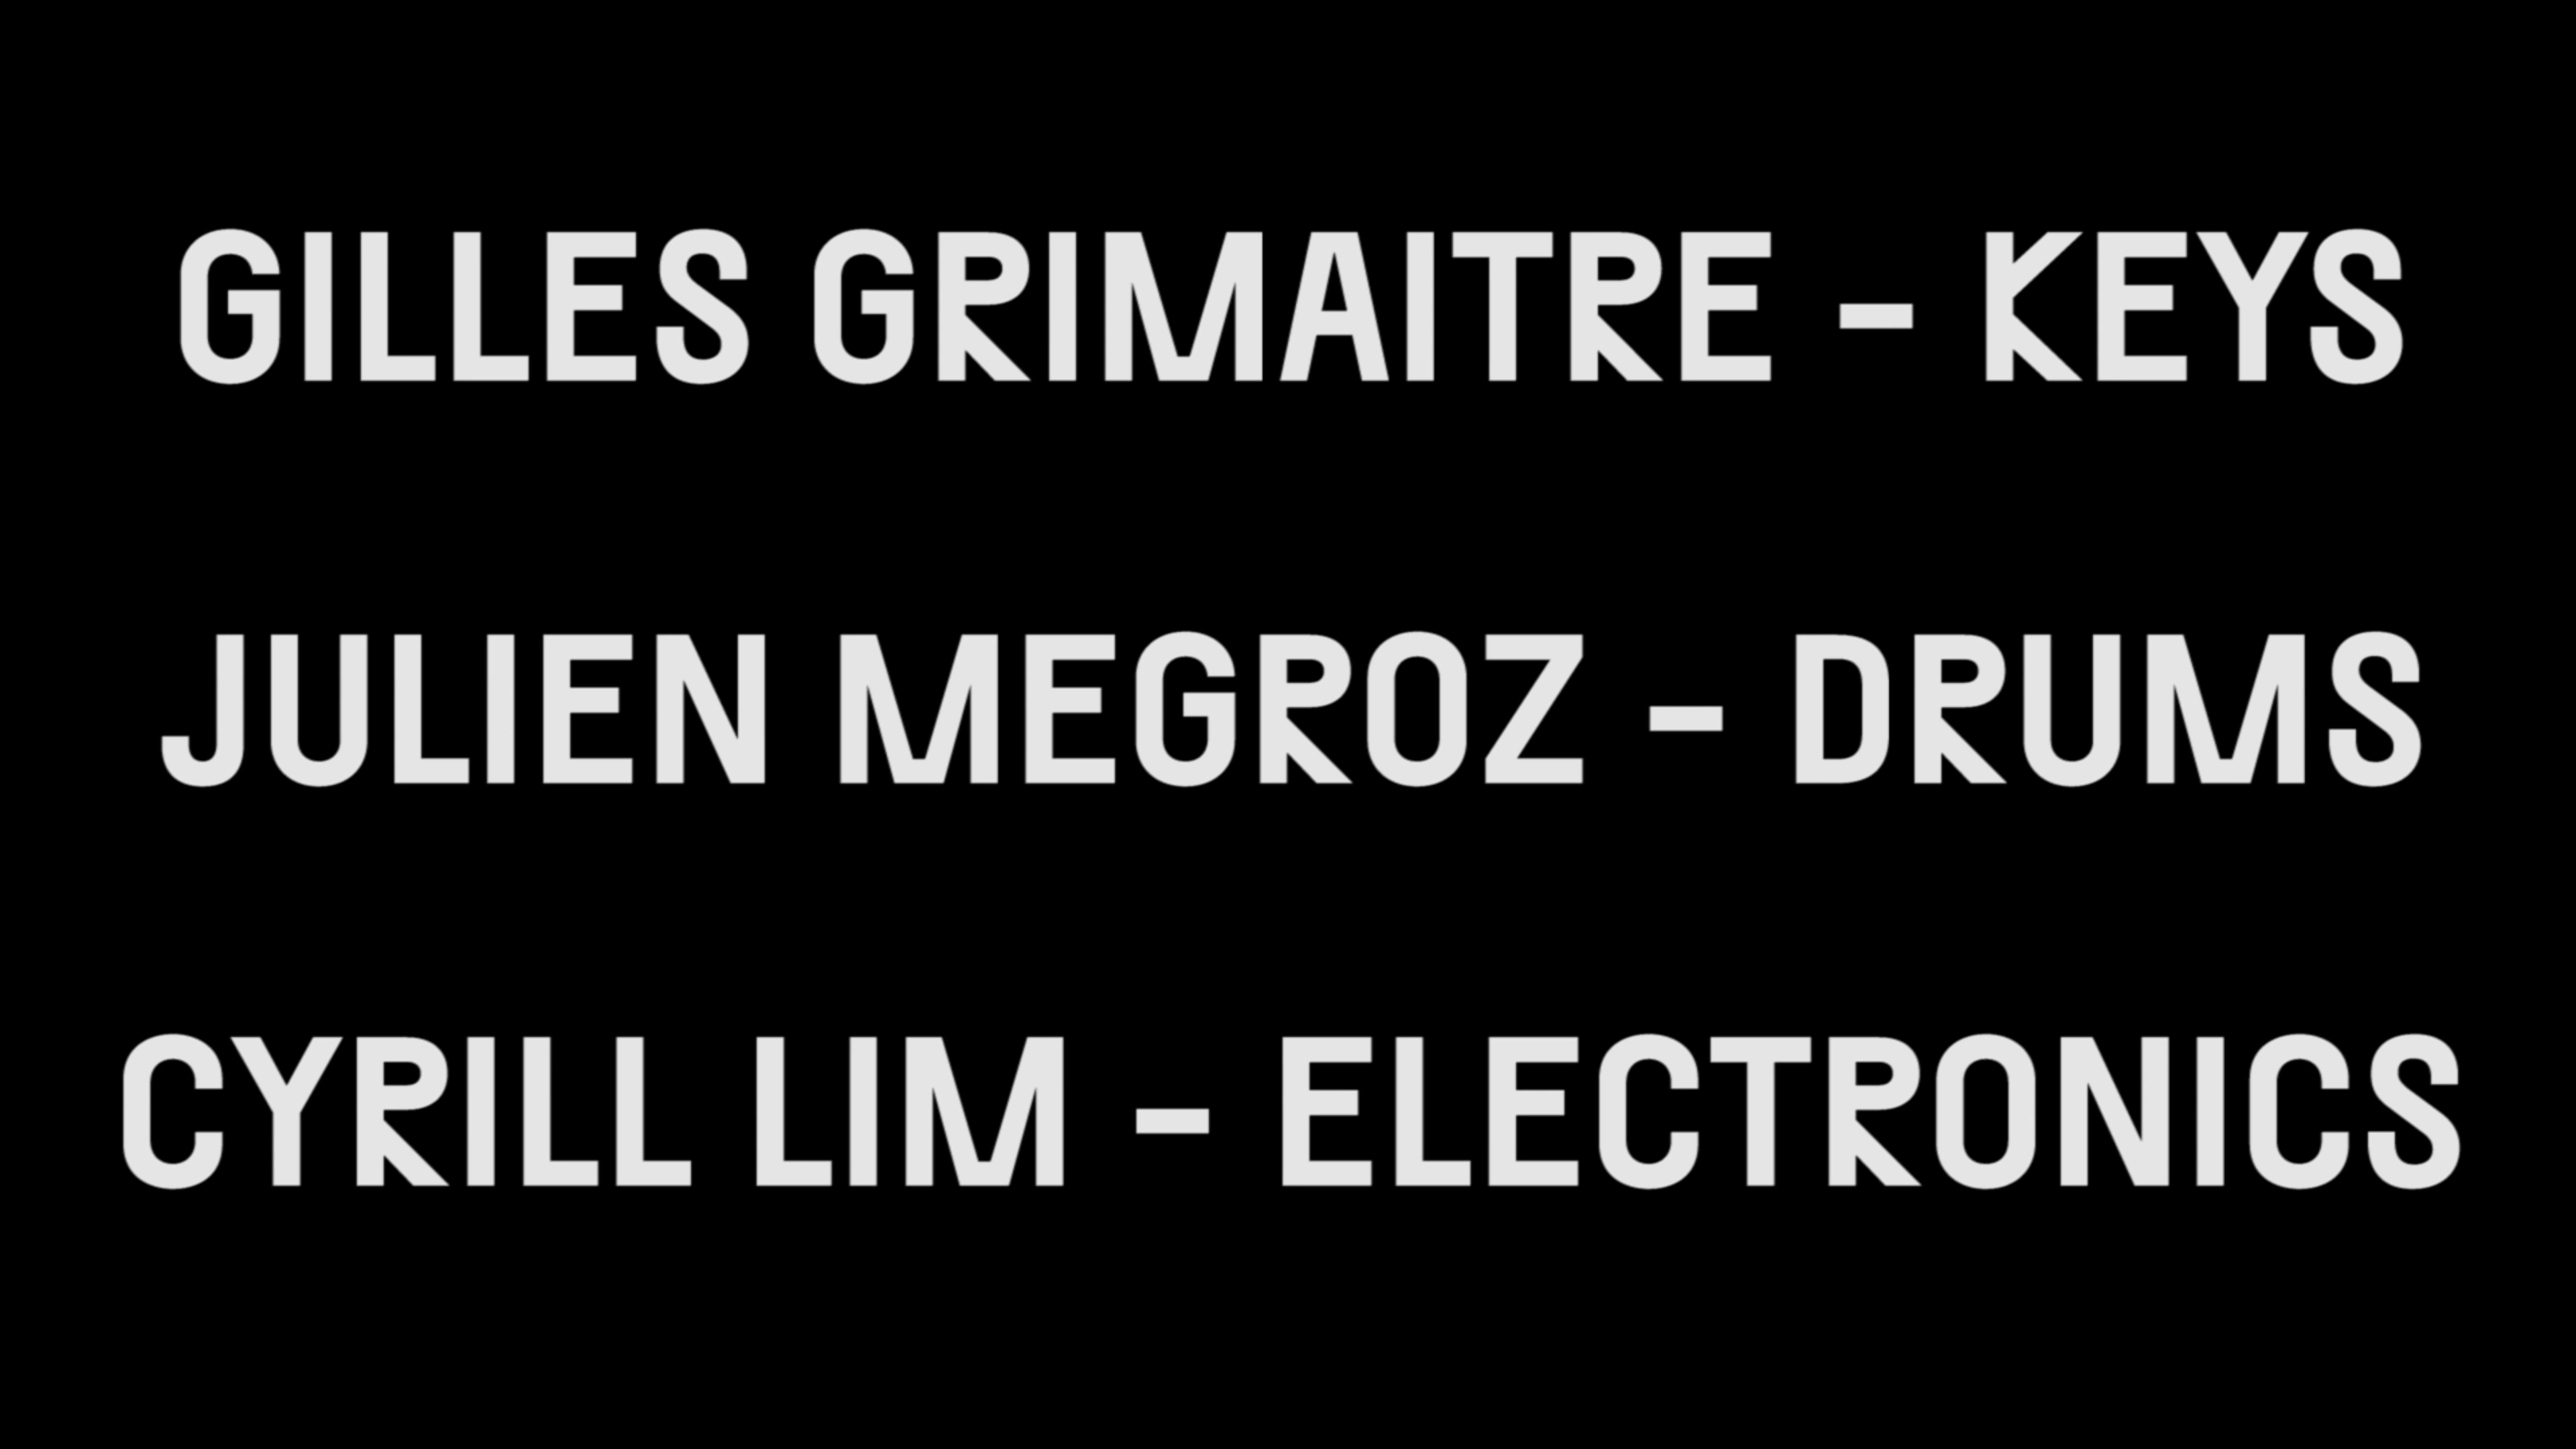 GILLES GRIMAITRE - KEYS
JULIEN MEGROZ - DRUMS
CYRILL LIM - ELECTRONICS